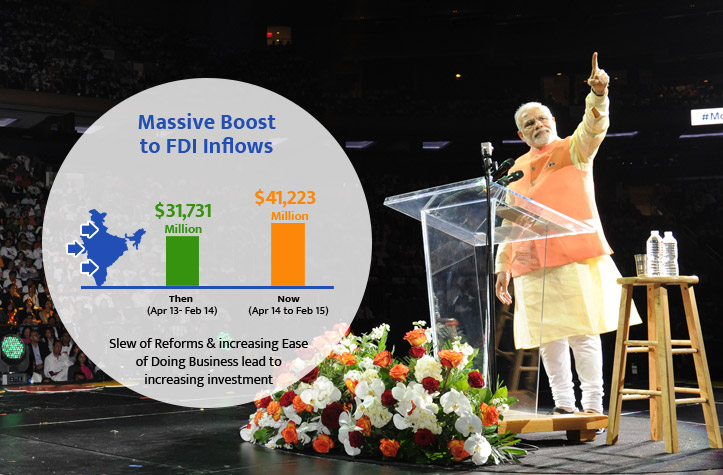 Massive Boost
to FDI Inflows
$31,731
Million
$41,223
Million
Then
(Apr 13- Feb 14)
Now
(Apr 14 to Feb 15)
Slew of Reforms & increasing Ease
of Doing Business lead to
increasing investment